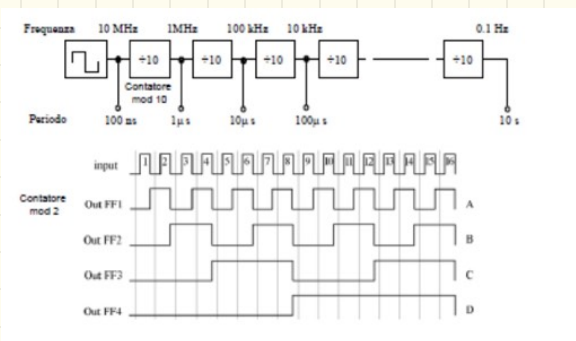 Frequenza 10 MHz 1MHz 100 kHz 10 kHz 0.1 Hz
÷10 ÷10 ÷10 ÷10 ÷10
Contatore
mod 10
Periodo 100 ns 1μs 10μs 100μs 10 s
input 1 2 3 4 5 6 7 8 9 10 11 12 13 14 15 16
Contatore
mod 2
Out FF1 A
Out FF2 B
Out FF3 C
Out FF4 D